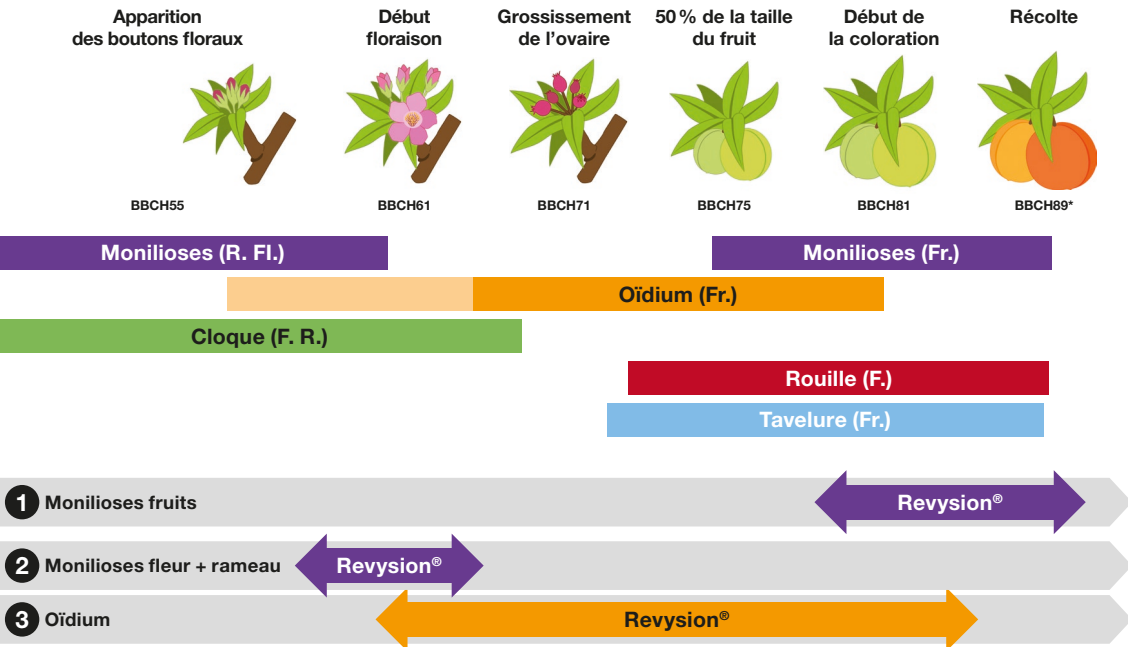 Apparition
des boutons floraux
Début
floraison
Grossissement
de l’ovaire
50 % de la taille
du fruit
Début de
la coloration
Récolte
BBCH55
BBCH61
BBCH71
BBCH75
BBCH81
BBCH89*
Monilioses (R. Fl.)
Monilioses (Fr.)
Oïdium (Fr.)
Cloque (F. R.)
Rouille (F.)
Tavelure (Fr.)
1 Monilioses fruits
Revysion®
2 Monilioses fleur + rameau
Revysion®
3 Oïdium
Revysion®